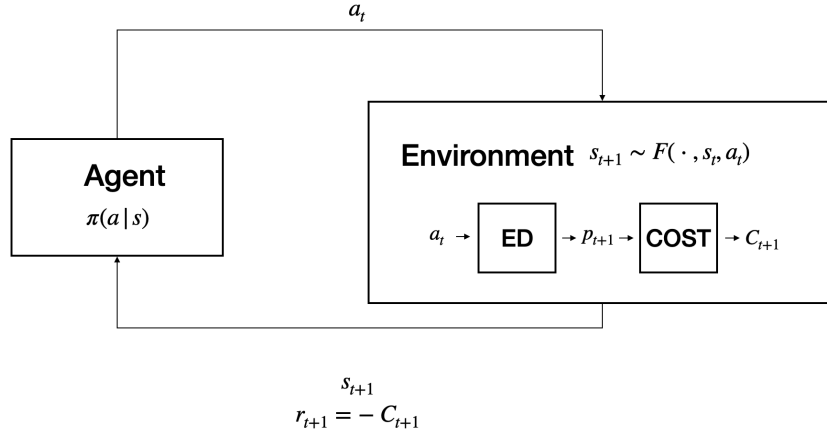 a_t
Environment s_{t+1} ∼ F( · , s_t, a_t)
Agent
π(a | s)
a_t → ED → p_{t+1} → COST → C_{t+1}
s_{t+1}
r_{t+1} = − C_{t+1}